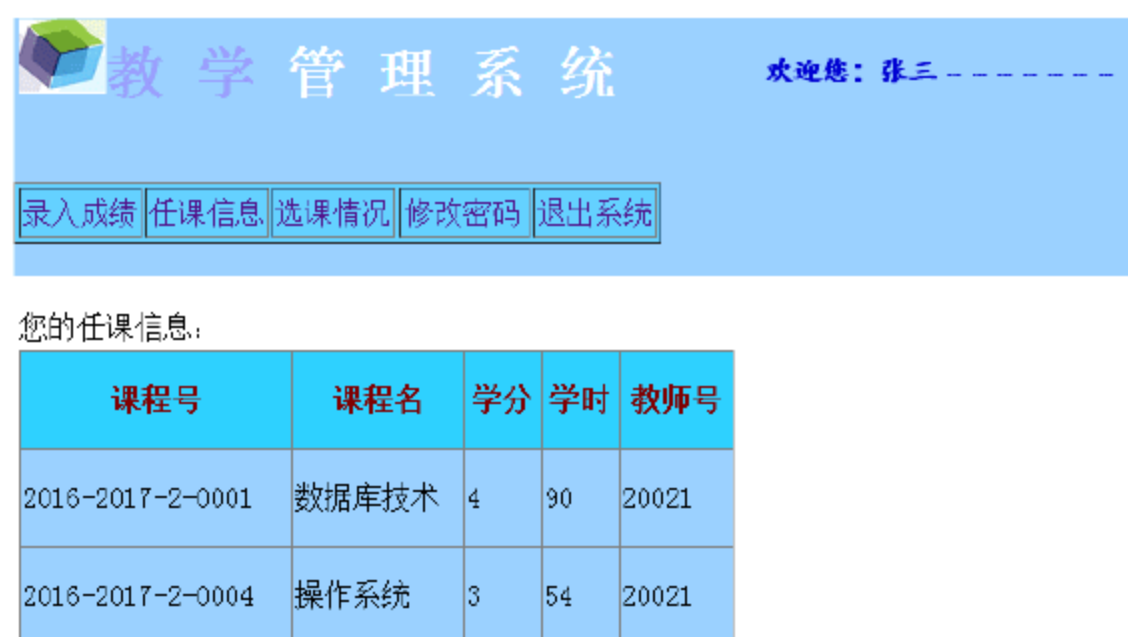 教 学 管 理 系 统
欢迎您：张三－－－－－－－
录入成绩 任课信息 选课情况 修改密码 退出系统
您的任课信息：
课程号 课程名 学分 学时 教师号
2016-2017-2-0001 数据库技术 4 90 20021
2016-2017-2-0004 操作系统 3 54 20021